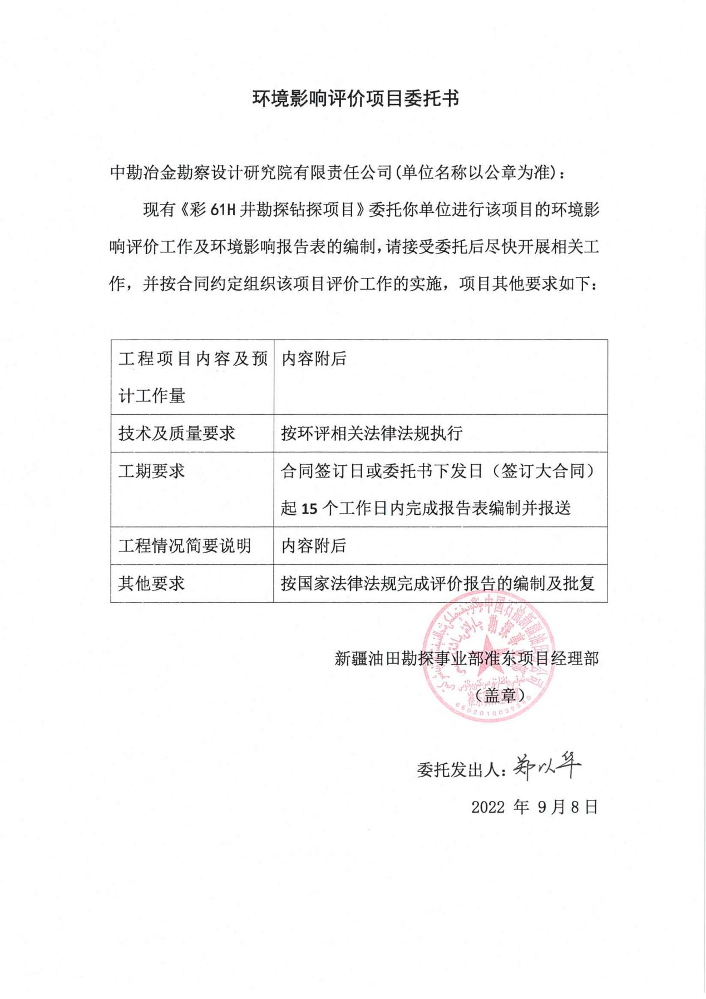 环境影响评价项目委托书
中勘冶金勘察设计研究院有限责任公司(单位名称以公章为准)：
现有《彩 61H 井勘探钻探项目》委托你单位进行该项目的环境影
响评价工作及环境影响报告表的编制,请接受委托后尽快开展相关工
作，并按合同约定组织该项目评价工作的实施，项目其他要求如下：
工程项目内容及预 内容附后
计工作量
技术及质量要求 按环评相关法律法规执行
工期要求 合同签订日或委托书下发日（签订大合同）
起 15 个工作日内完成报告表编制并报送
工程情况简要说明 内容附后
其他要求 按国家法律法规完成评价报告的编制及批复
中国石油新疆油田分公司
勘探事业部
新疆油田勘探事业部准东项目经理部
（盖章）
准东项目经理部
6502010039340
委托发出人：郑以华
2022 年 9 月 8 日